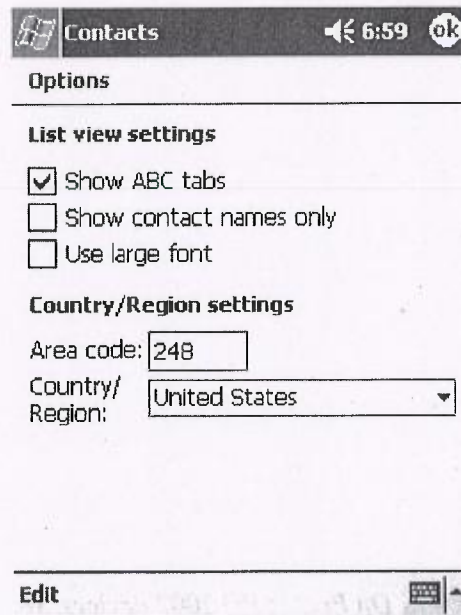 Contacts 6:59 ok
Options
List view settings
Show ABC tabs
Show contact names only
Use large font
Country/Region settings
Area code: 248
Country/
Region: United States
Edit